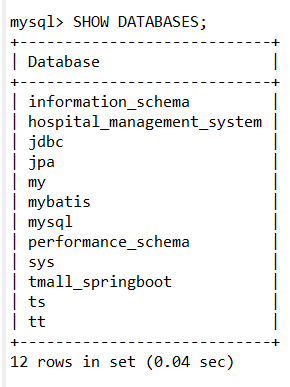 mysql> SHOW DATABASES;
+----------------------------+
| Database                   |
+----------------------------+
| information_schema         |
| hospital_management_system |
| jdbc                       |
| jpa                        |
| my                         |
| mybatis                    |
| mysql                      |
| performance_schema         |
| sys                        |
| tmall_springboot           |
| ts                         |
| tt                         |
+----------------------------+
12 rows in set (0.04 sec)